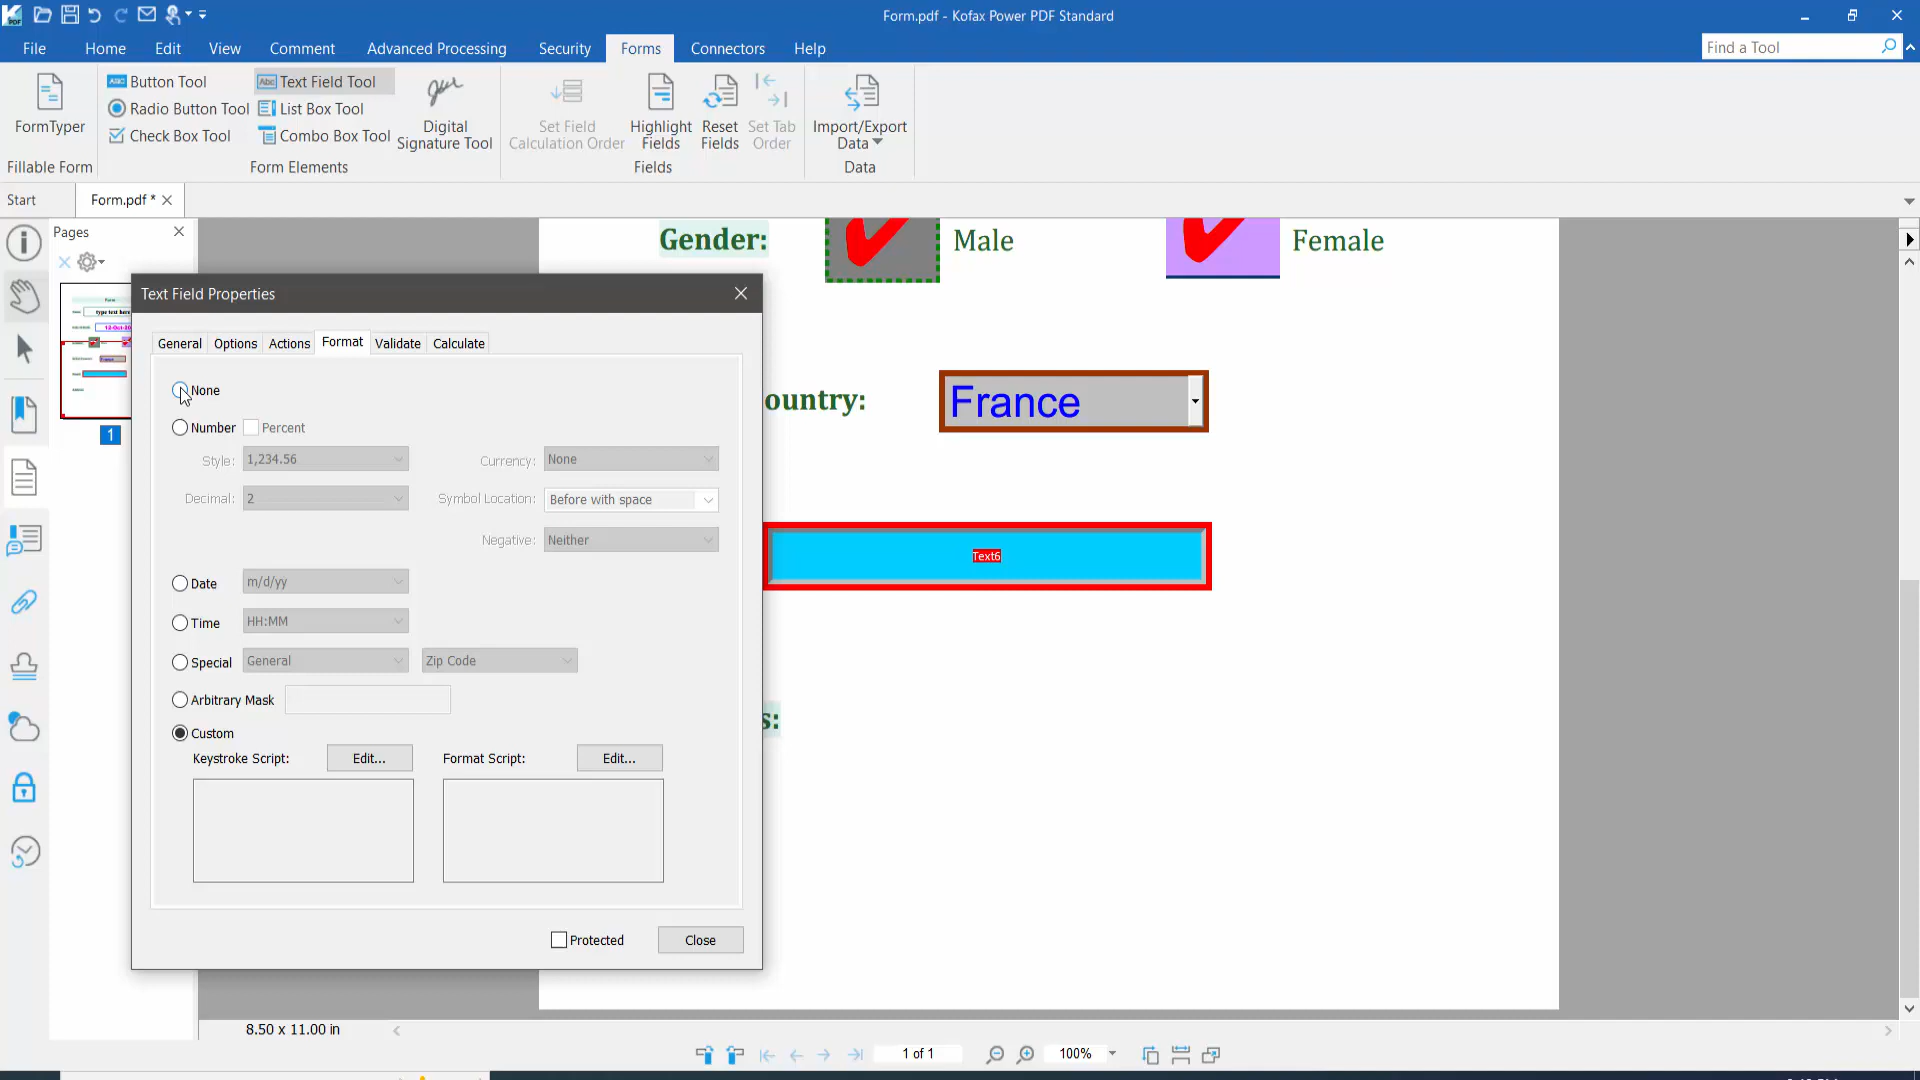 Form.pdf - Kofax Power PDF Standard
File Home Edit View Comment Advanced Processing Security Forms Connectors Help
Find a Tool
FormTyper
Fillable Form
Button Tool
Radio Button Tool
Check Box Tool
Text Field Tool
List Box Tool
Combo Box Tool
Digital
Signature Tool
Form Elements
Set Field
Calculation Order
Highlight
Fields
Reset
Fields
Set Tab
Order
Fields
Import/Export
Data
Data
Start
Form.pdf *
Pages
1
Gender:
Male
Female
ountry:
France
Text6
s:
Text Field Properties
General Options Actions Format Validate Calculate
None
Number Percent
Style: 1,234.56
Currency: None
Decimal: 2
Symbol Location: Before with space
Negative: Neither
Date m/d/yy
Time HH:MM
Special General Zip Code
Arbitrary Mask
Custom
Keystroke Script: Edit...
Format Script: Edit...
Protected
Close
8.50 x 11.00 in
1 of 1
100%